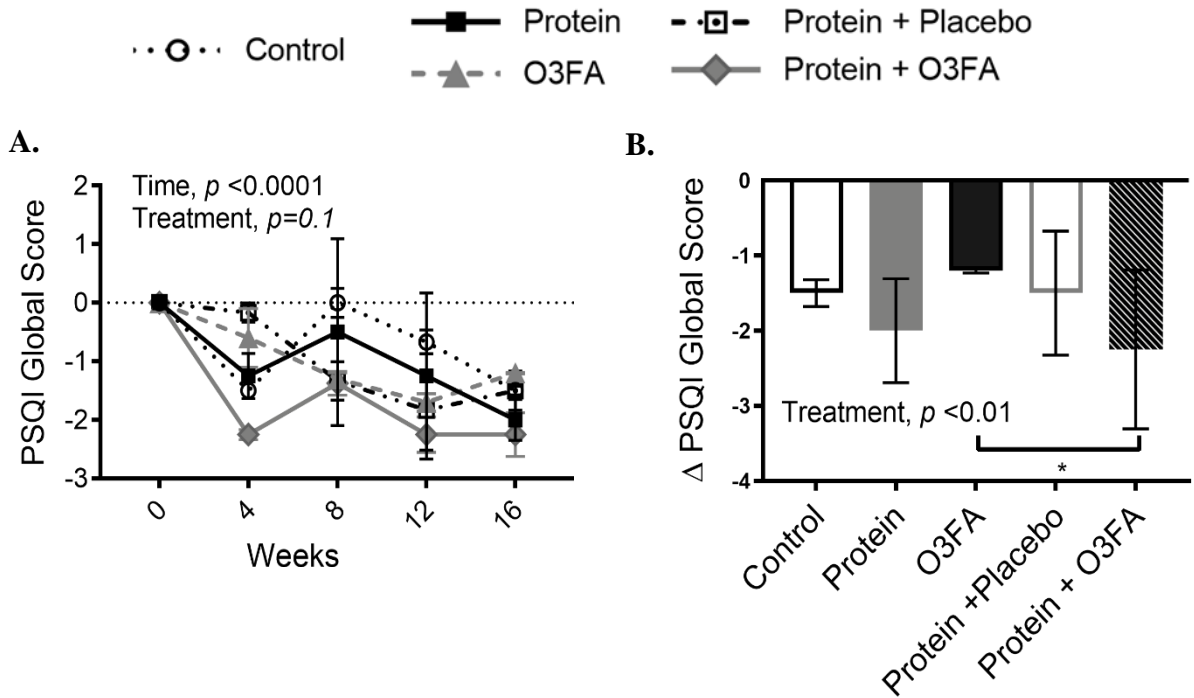 Control
Protein
O3FA
Protein + Placebo
Protein + O3FA
A.
Time, p <0.0001
Treatment, p=0.1
PSQI Global Score
2
1
0
-1
-2
-3
0
4
8
12
16
Weeks
B.
Δ PSQI Global Score
0
-1
-2
-3
-4
Treatment, p <0.01
*
Control
Protein
O3FA
Protein +Placebo
Protein + O3FA